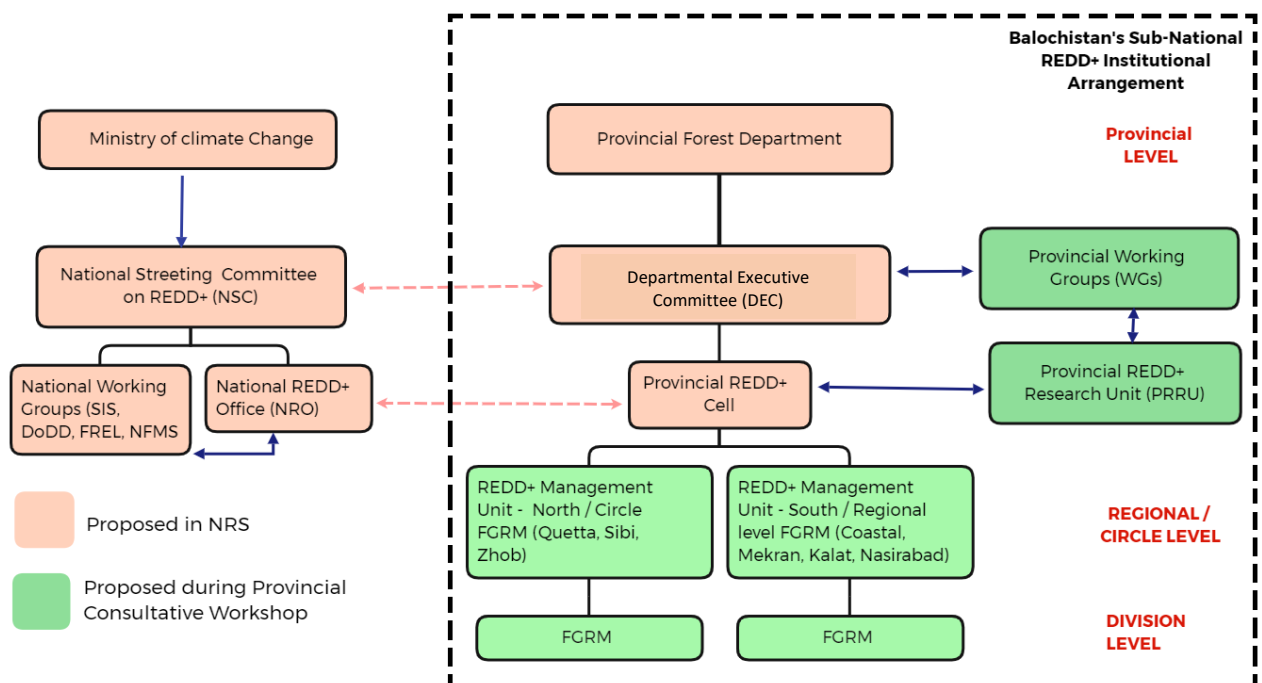 Balochistan's Sub-National
REDD+ Institutional
Arrangement
Ministry of climate Change
Provincial Forest Department
Provincial
LEVEL
National Streeting Committee
on REDD+ (NSC)
Departmental Executive
Committee (DEC)
Provincial Working
Groups (WGs)
National Working
Groups (SIS,
DoDD, FREL, NFMS
National REDD+
Office (NRO)
Provincial REDD+
Cell
Provincial REDD+
Research Unit (PRRU)
REDD+ Management
Unit - North / Circle
FGRM (Quetta, Sibi,
Zhob)
REDD+ Management
Unit - South / Regional
level FGRM (Coastal,
Mekran, Kalat, Nasirabad)
REGIONAL /
CIRCLE LEVEL
Proposed in NRS
Proposed during Provincial
Consultative Workshop
FGRM
FGRM
DIVISION
LEVEL